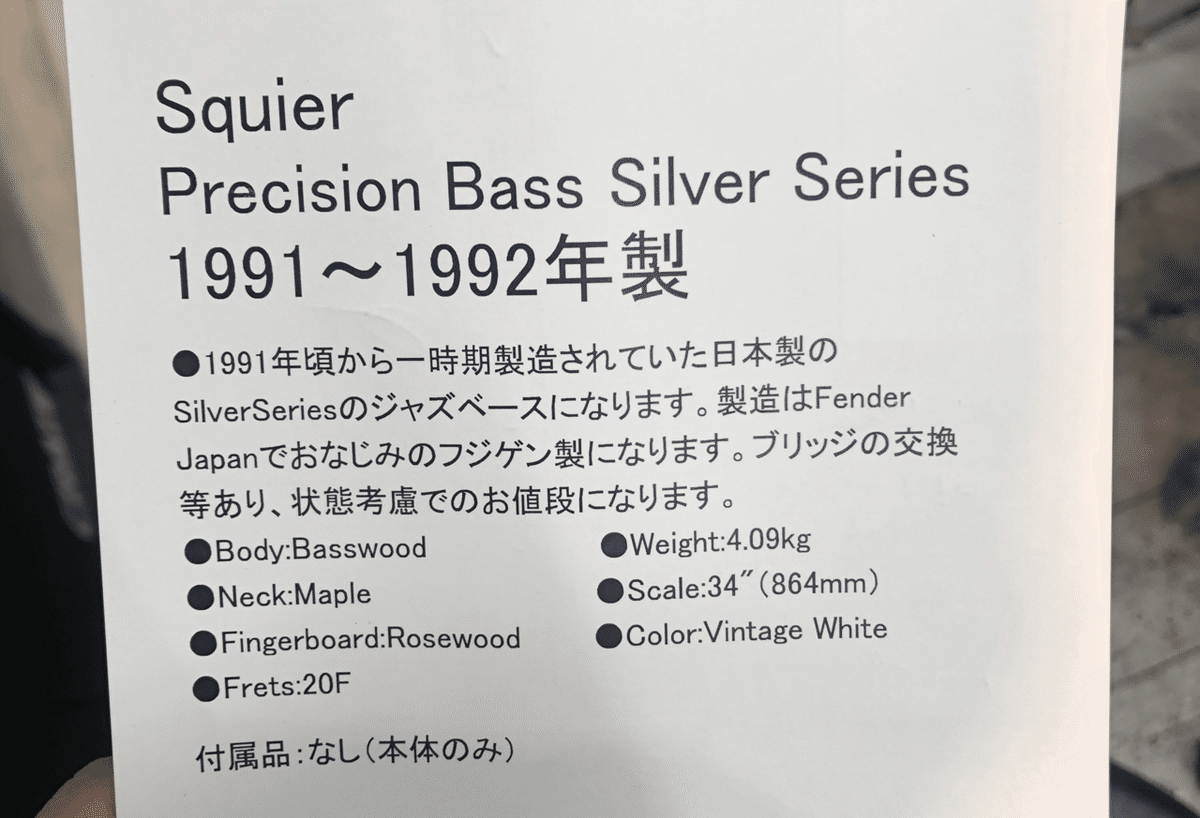 Squier
Precision Bass Silver Series
1991～1992年製
●1991年頃から一時期製造されていた日本製の
SilverSeriesのジャズベースになります。製造はFender
Japanでおなじみのフジゲン製になります。ブリッジの交換
等あり、状態考慮でのお値段になります。
●Body:Basswood
●Neck:Maple
●Fingerboard:Rosewood
●Frets:20F
●Weight:4.09kg
●Scale:34″(864mm)
●Color:Vintage White
付属品:なし(本体のみ)